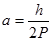 a = h / 2P